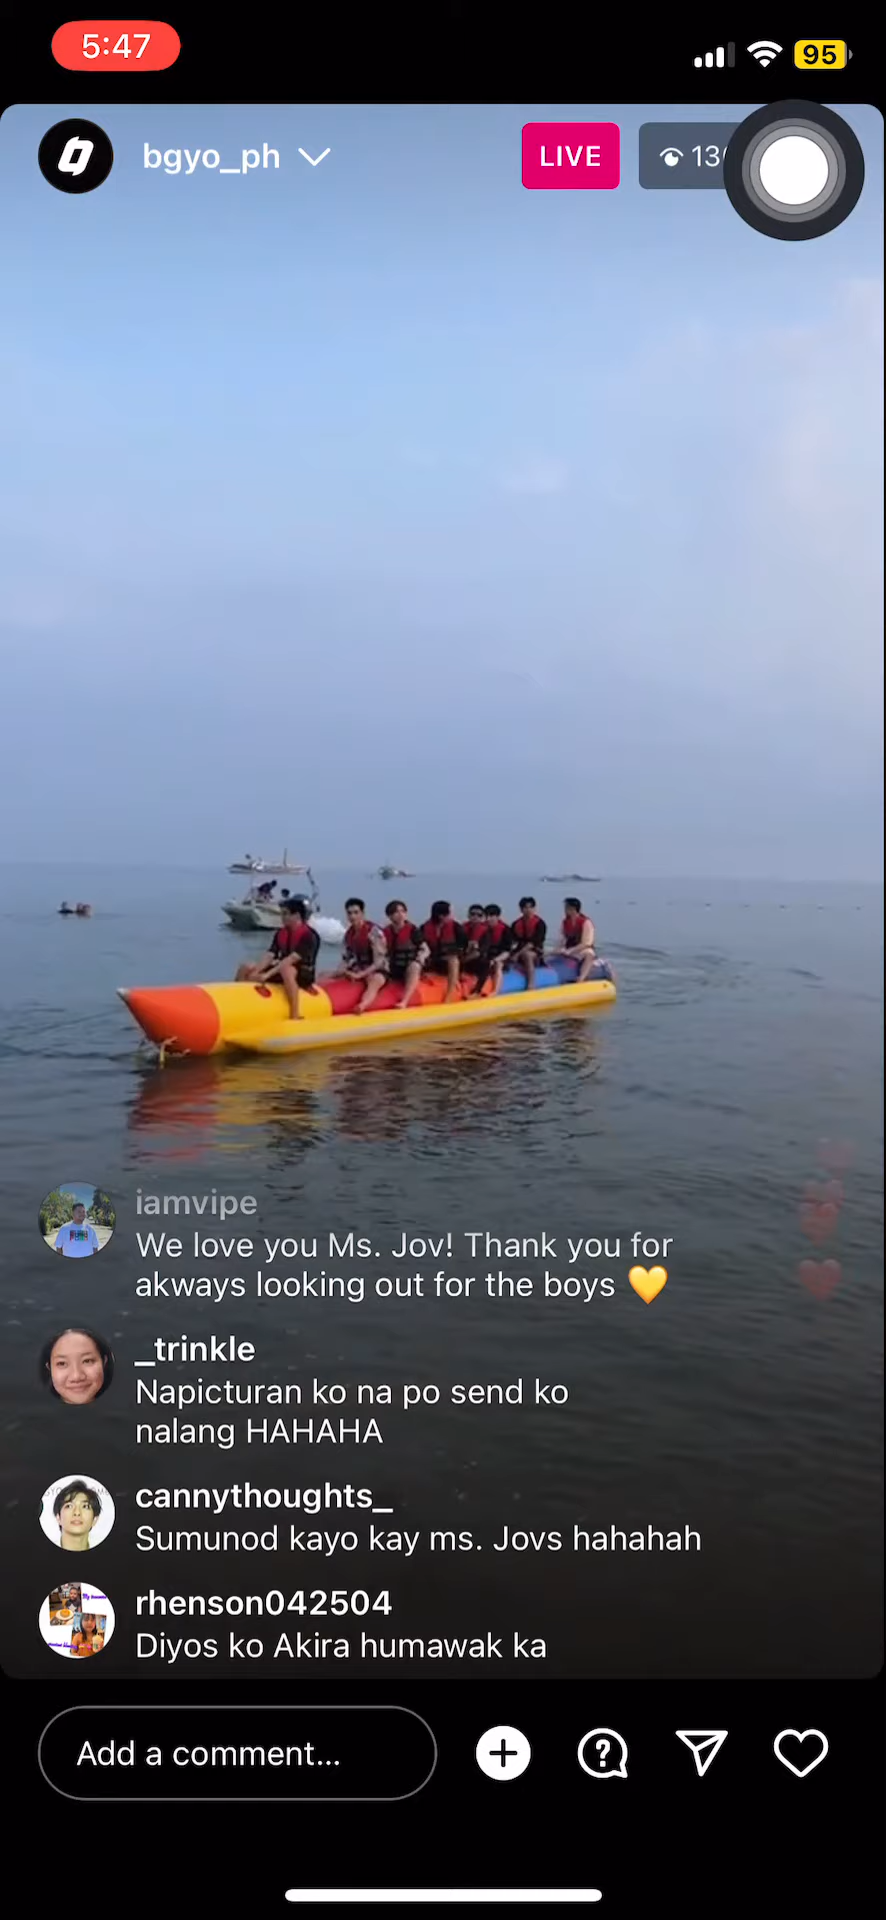 5:47
95
bgyo_ph
LIVE
iamvipe
We love you Ms. Jov! Thank you for
akways looking out for the boys 💛
_trinkle
Napicturan ko na po send ko
nalang HAHAHA
cannythoughts_
Sumunod kayo kay ms. Jovs hahahah
rhenson042504
Diyos ko Akira humawak ka
Add a comment...